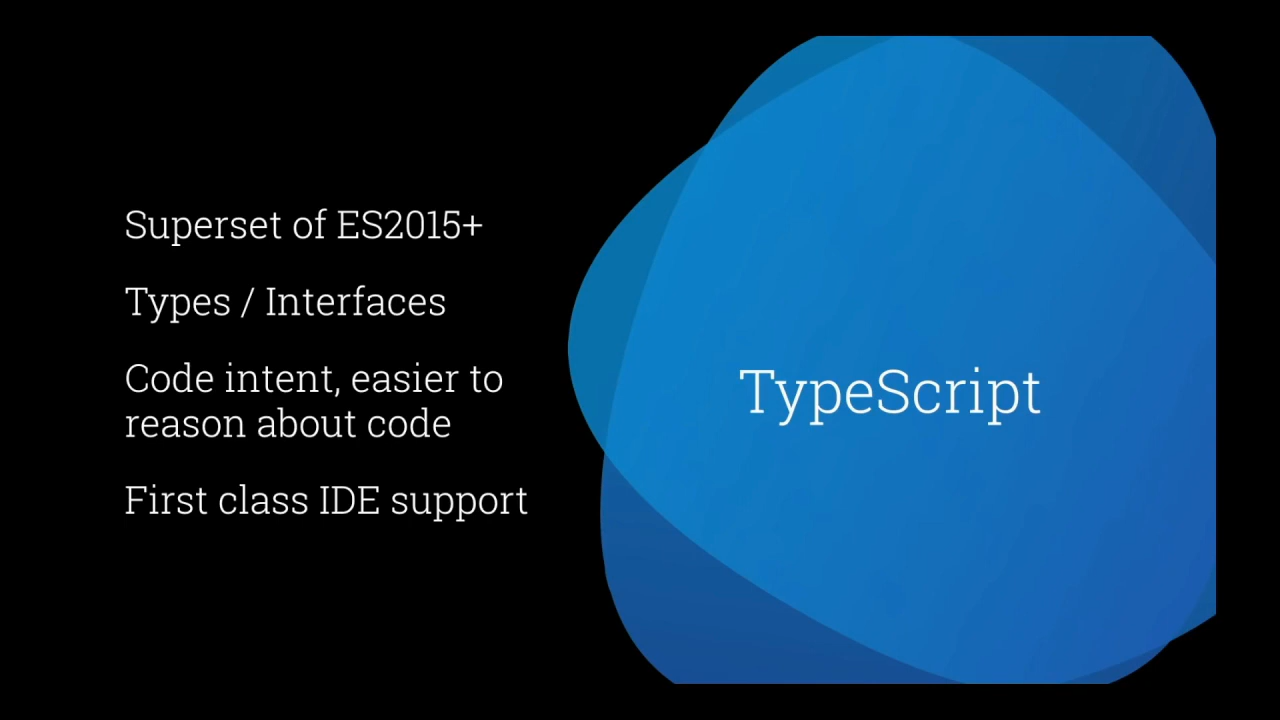 Superset of ES2015+
Types / Interfaces
Code intent, easier to
reason about code
First class IDE support
TypeScript